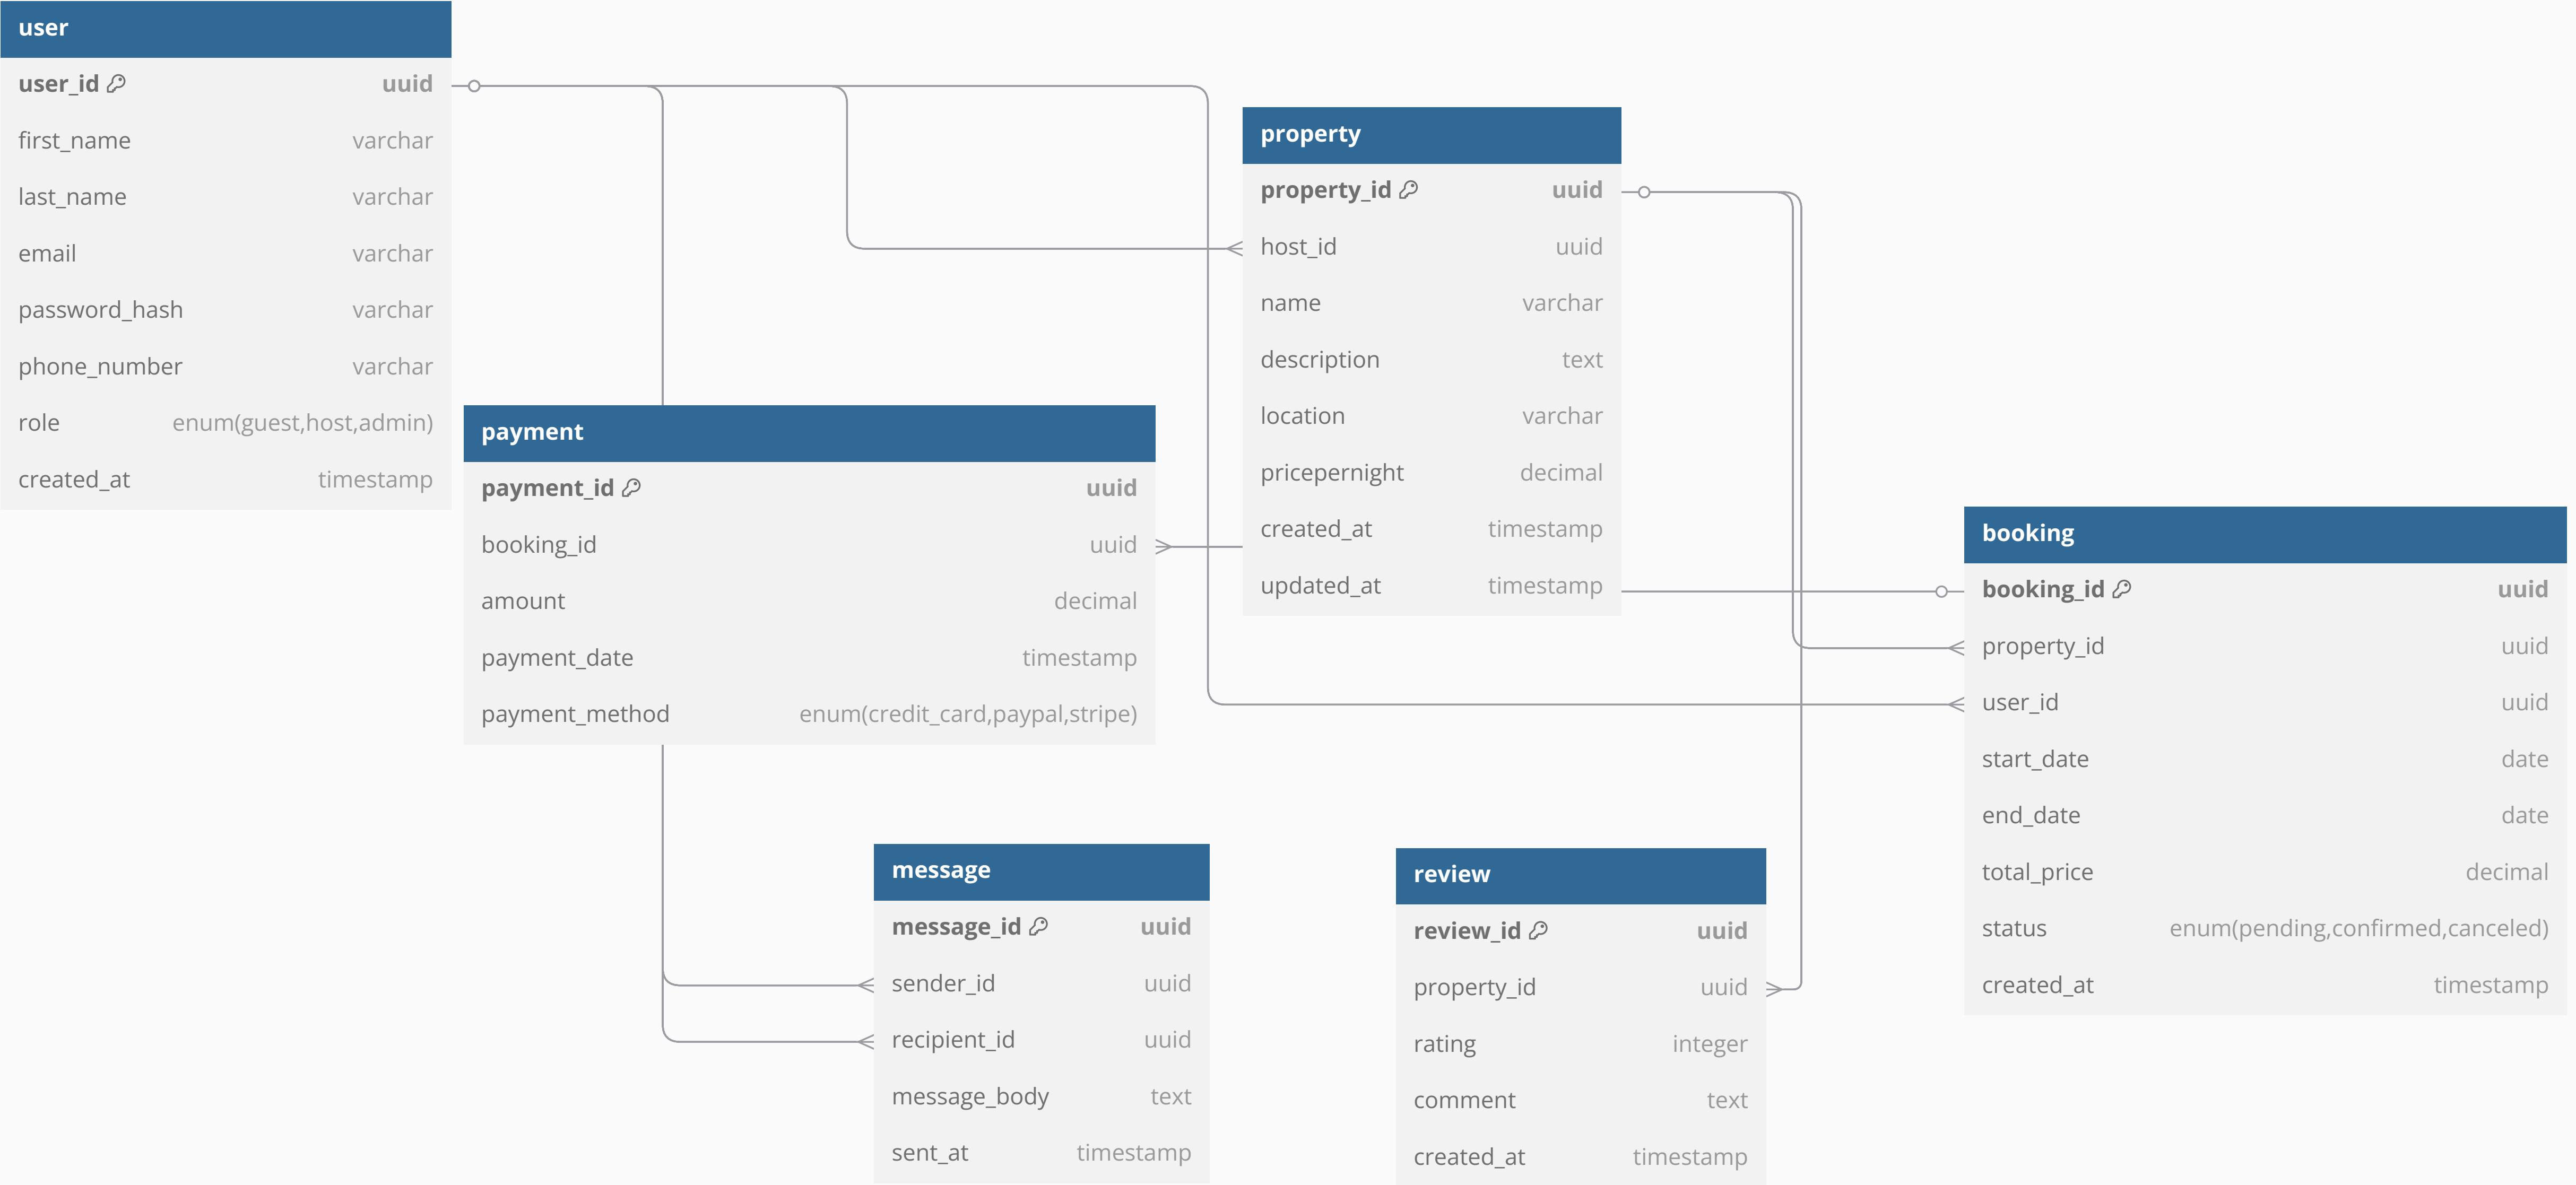 user
user_id uuid
first_name varchar
last_name varchar
email varchar
password_hash varchar
phone_number varchar
role enum(guest,host,admin)
created_at timestamp
property
property_id uuid
host_id uuid
name varchar
description text
location varchar
pricepernight decimal
created_at timestamp
updated_at timestamp
payment
payment_id uuid
booking_id uuid
amount decimal
payment_date timestamp
payment_method enum(credit_card,paypal,stripe)
booking
booking_id uuid
property_id uuid
user_id uuid
start_date date
end_date date
total_price decimal
status enum(pending,confirmed,canceled)
created_at timestamp
message
message_id uuid
sender_id uuid
recipient_id uuid
message_body text
sent_at timestamp
review
review_id uuid
property_id uuid
rating integer
comment text
created_at timestamp